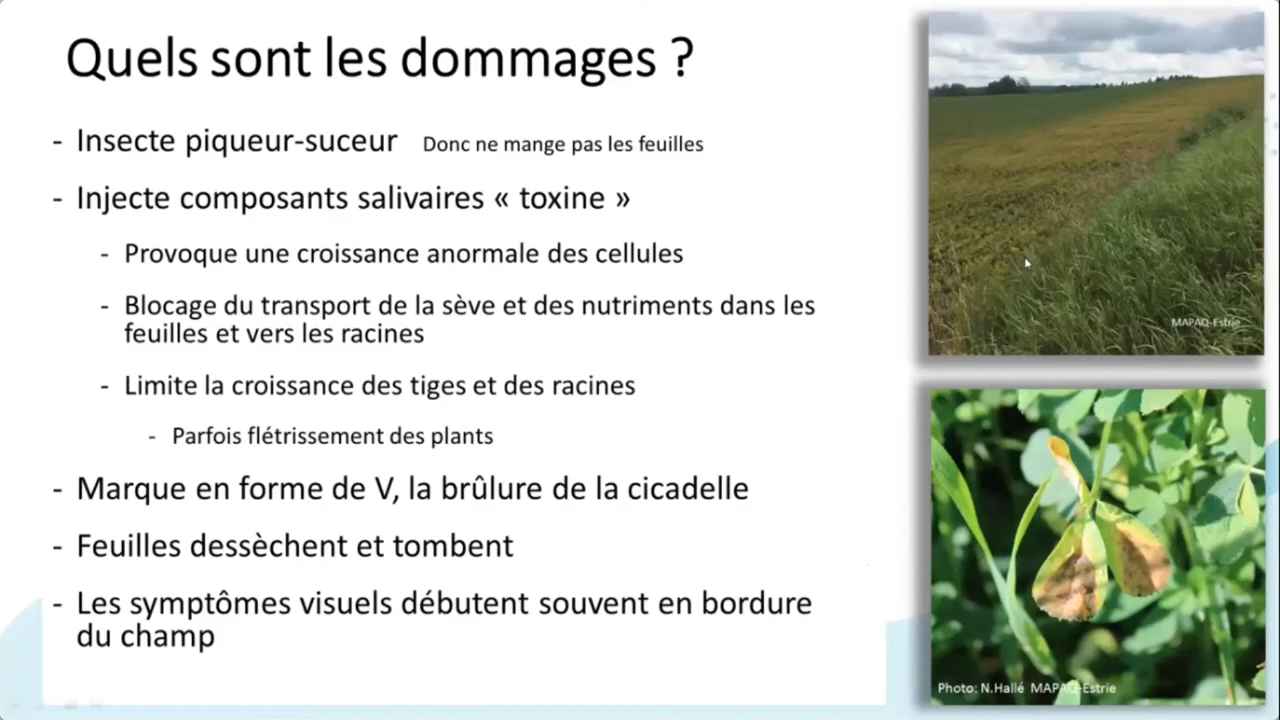 Quels sont les dommages ?
- Insecte piqueur-suceur Donc ne mange pas les feuilles
- Injecte composants salivaires « toxine »
- Provoque une croissance anormale des cellules
- Blocage du transport de la sève et des nutriments dans les
feuilles et vers les racines
- Limite la croissance des tiges et des racines
- Parfois flétrissement des plants
- Marque en forme de V, la brûlure de la cicadelle
- Feuilles dessèchent et tombent
- Les symptômes visuels débutent souvent en bordure
du champ
MAPAQ-Estrie
Photo: N.Hallé MAPAQ-Estrie